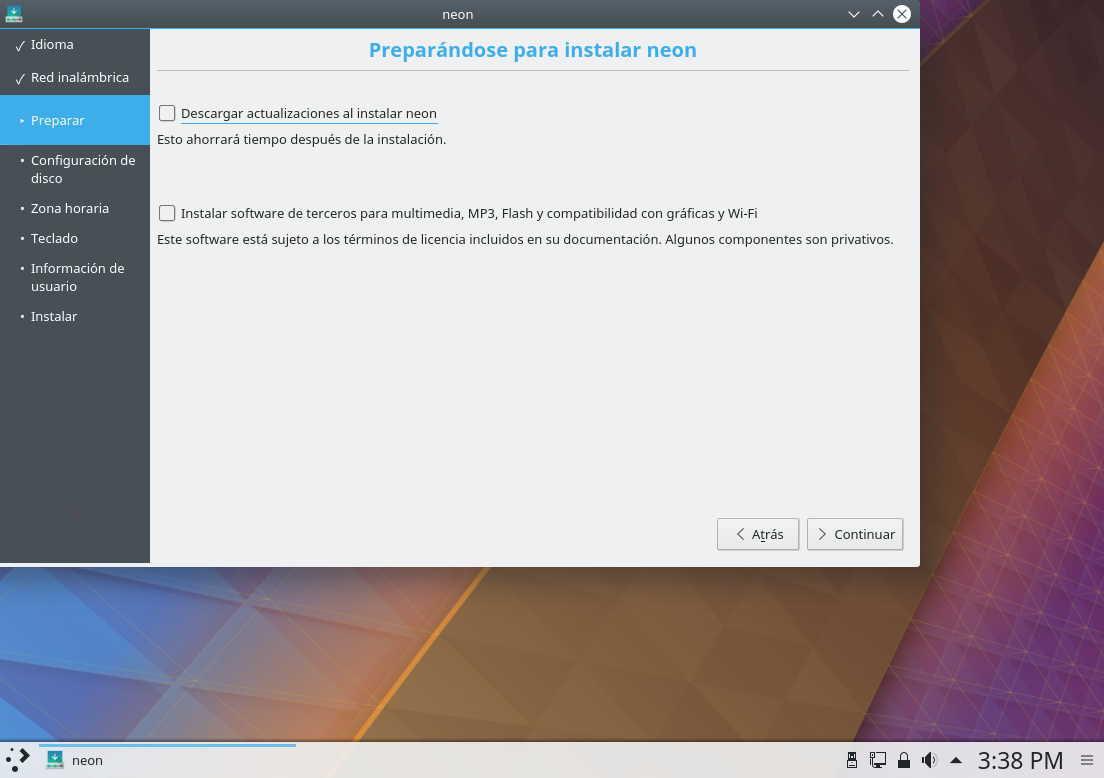 neon
Idioma
Red inalámbrica
Preparar
Configuración de
disco
Zona horaria
Teclado
Información de
usuario
Instalar
Preparándose para instalar neon
Descargar actualizaciones al instalar neon
Esto ahorrará tiempo después de la instalación.
Instalar software de terceros para multimedia, MP3, Flash y compatibilidad con gráficas y Wi-Fi
Este software está sujeto a los términos de licencia incluidos en su documentación. Algunos componentes son privativos.
Atrás
Continuar
neon
3:38 PM